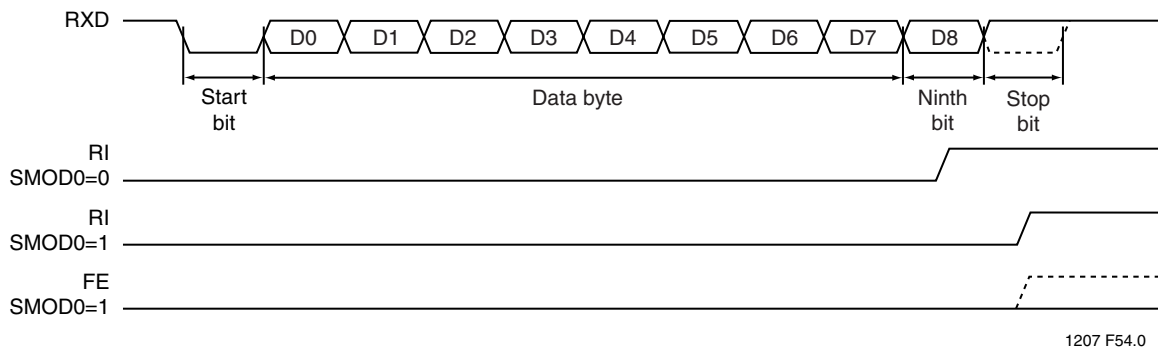 RXD
D0 D1 D2 D3 D4 D5 D6 D7 D8
Start bit
Data byte
Ninth bit
Stop bit
RI
SMOD0=0
RI
SMOD0=1
FE
SMOD0=1
1207 F54.0